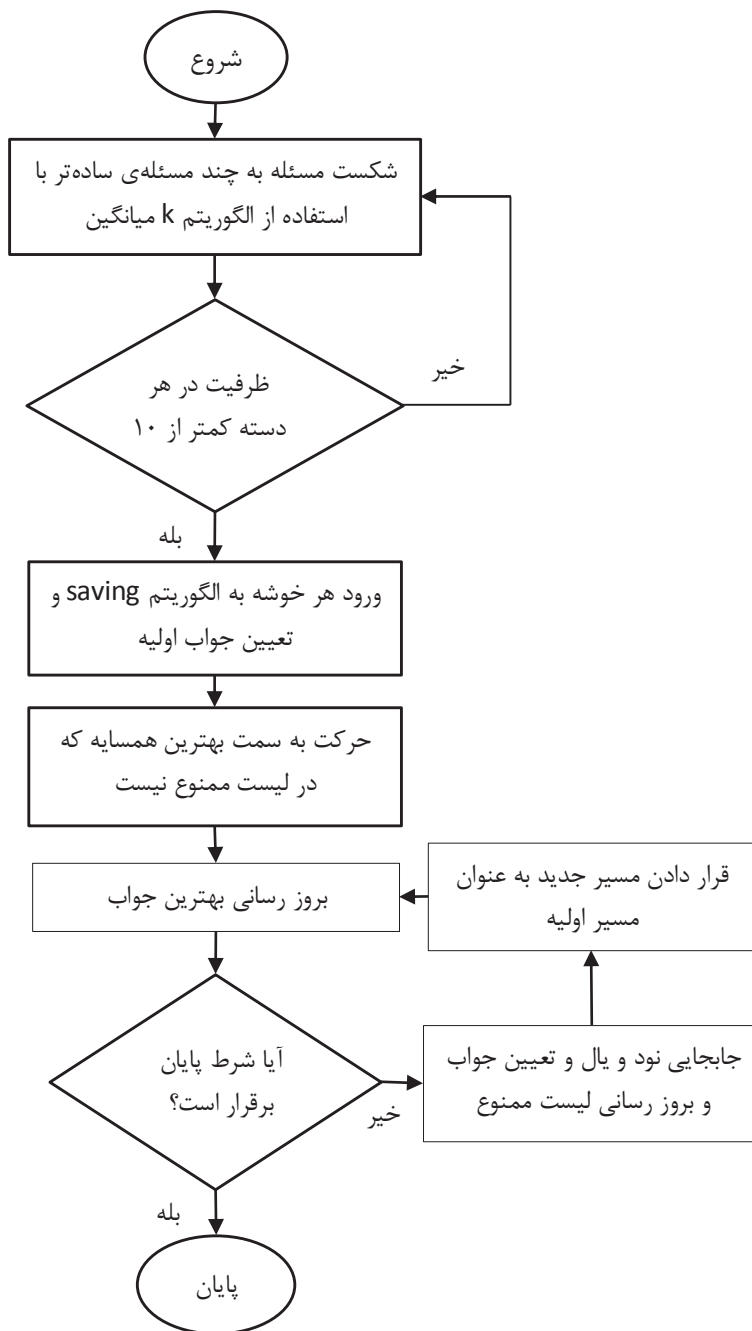 شروع
شکست مسئله به چند مسئله‌ی ساده‌تر با
استفاده از الگوریتم k میانگین
ظرفیت در هر
دسته کمتر از ۱۰
خیر
بله
ورود هر خوشه به الگوریتم saving و
تعیین جواب اولیه
حرکت به سمت بهترین همسایه که
در لیست ممنوع نیست
بروز رسانی بهترین جواب
قرار دادن مسیر جدید به عنوان
مسیر اولیه
آیا شرط پایان
برقرار است؟
خیر
جابجایی نود و یال و تعیین جواب
و بروز رسانی لیست ممنوع
بله
پایان